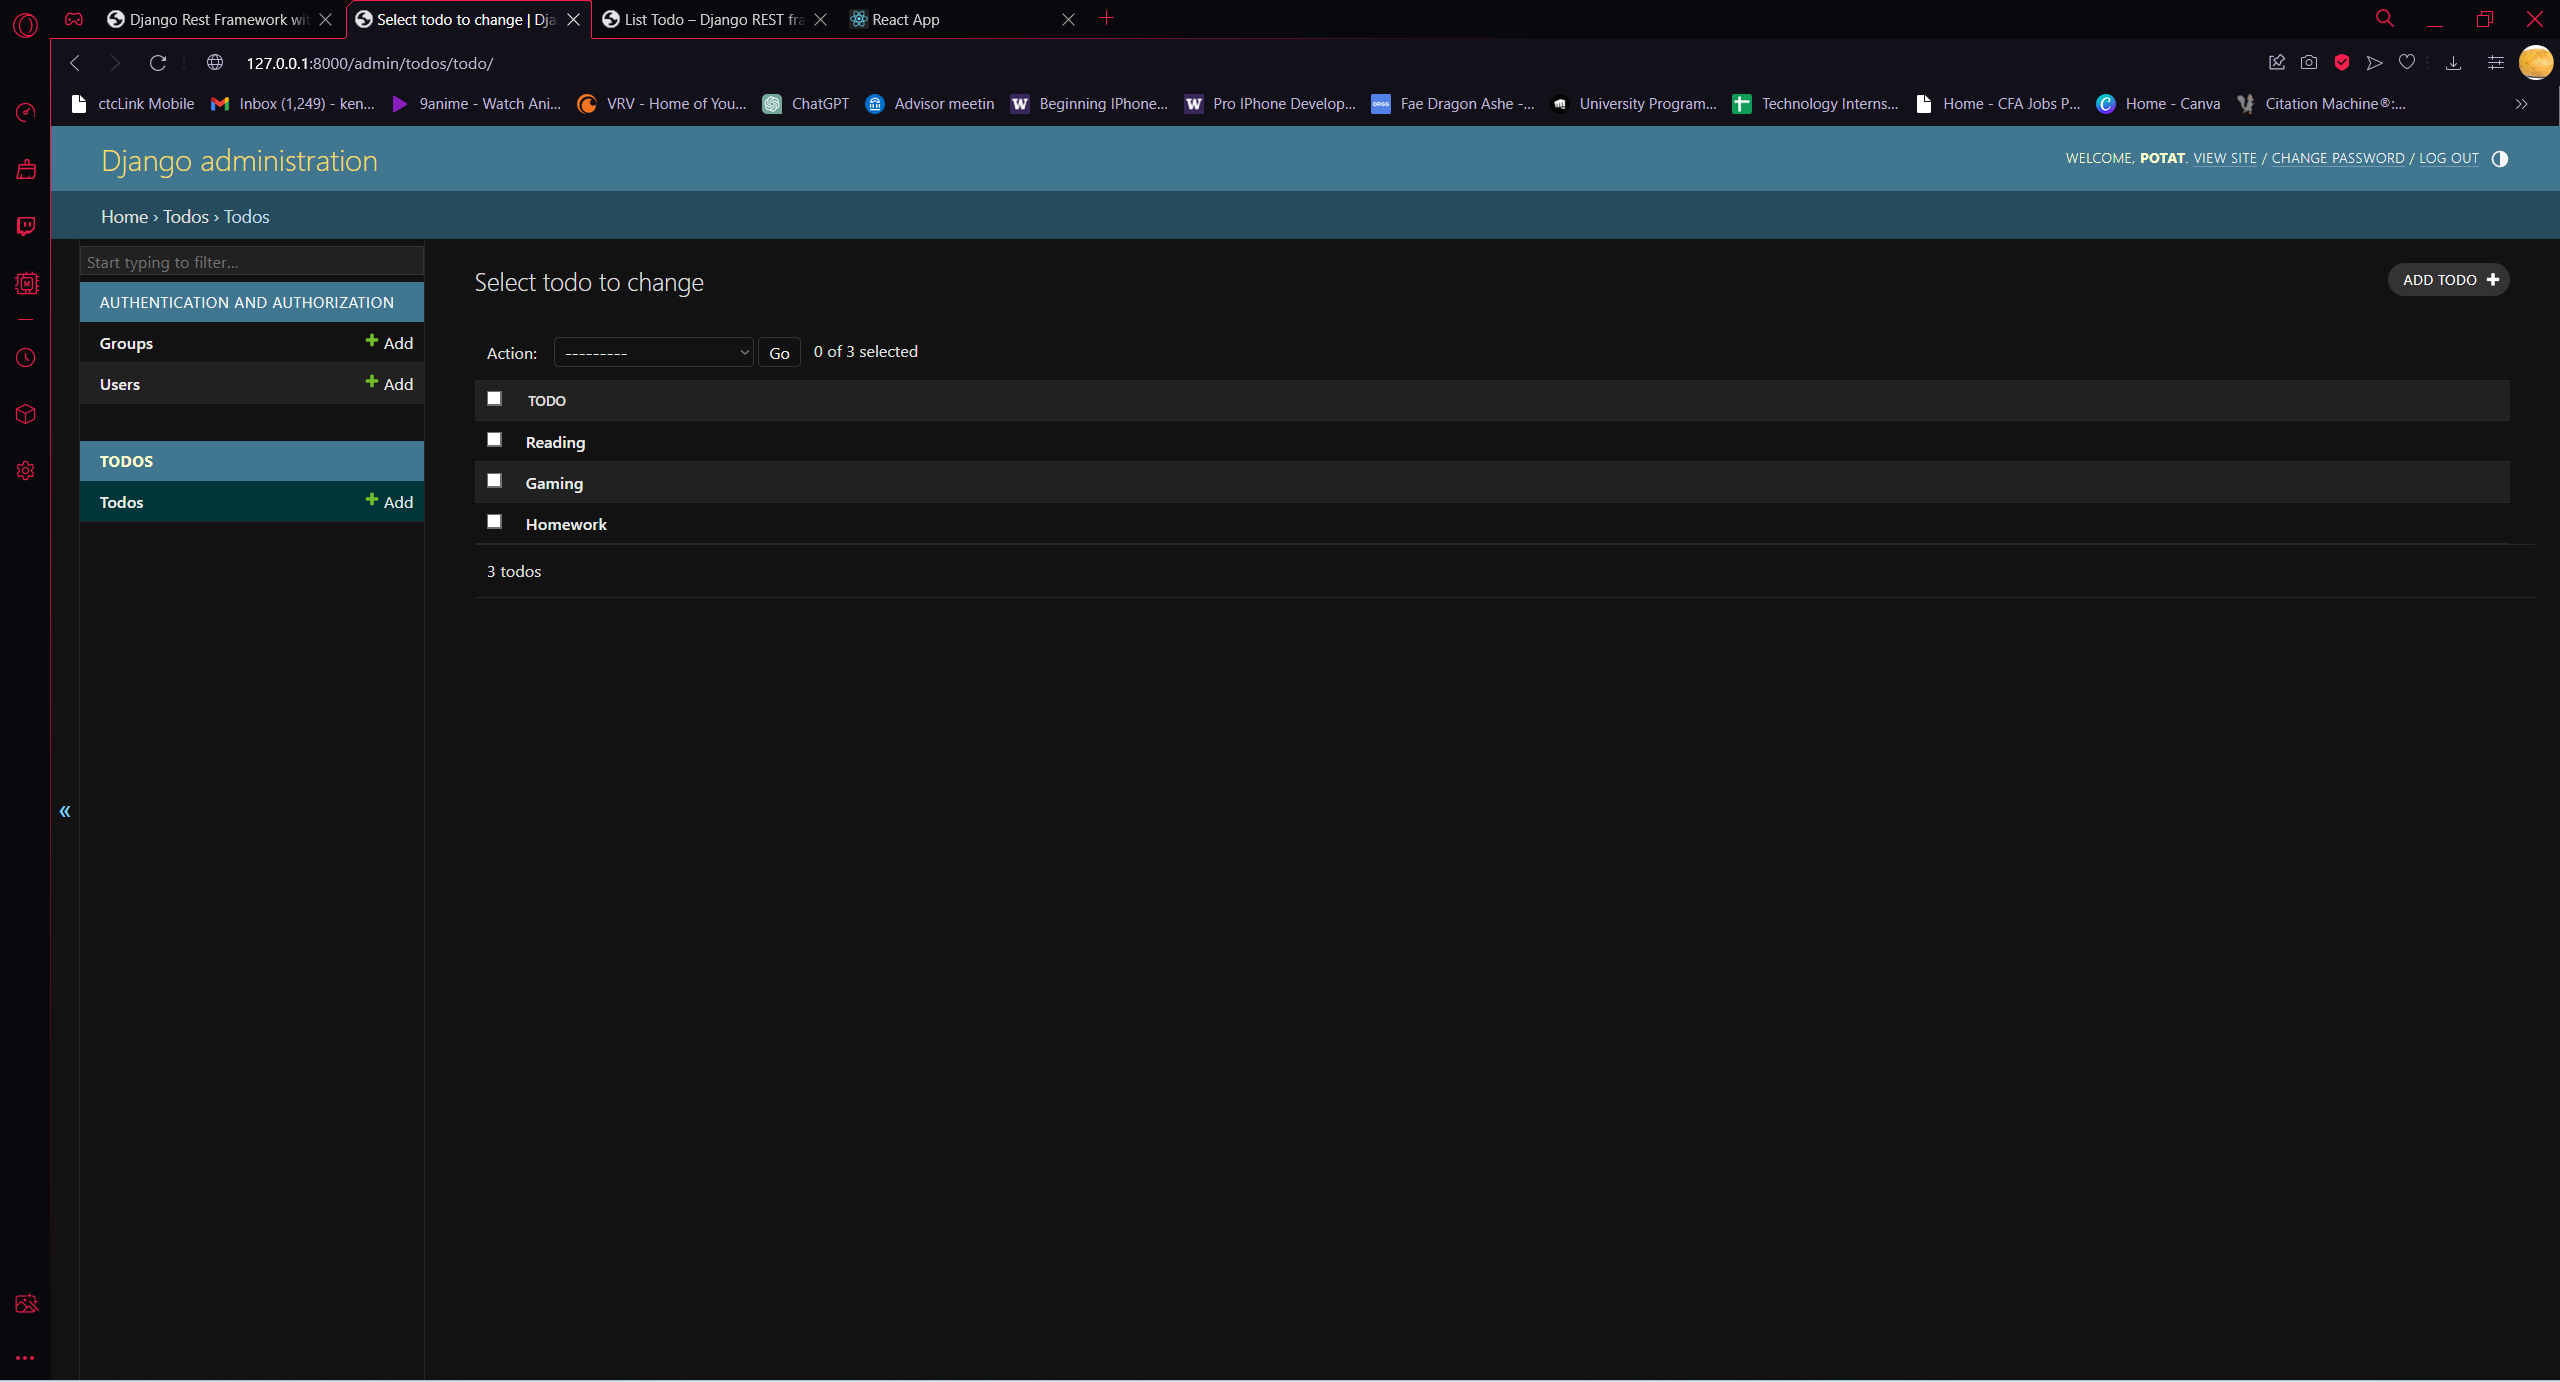 Django Rest Framework wit
Select todo to change | Dja
List Todo – Django REST fra
React App
127.0.0.1:8000/admin/todos/todo/
ctcLink Mobile
Inbox (1,249) - ken...
9anime - Watch Ani...
VRV - Home of You...
ChatGPT
Advisor meetin
Beginning IPhone...
Pro IPhone Develop...
Fae Dragon Ashe -...
University Program...
Technology Interns...
Home - CFA Jobs P...
Home - Canva
Citation Machine®:...
Django administration
WELCOME, POTAT. VIEW SITE / CHANGE PASSWORD / LOG OUT
Home › Todos › Todos
Start typing to filter...
AUTHENTICATION AND AUTHORIZATION
Groups
Add
Users
Add
TODOS
Todos
Add
«
Select todo to change
ADD TODO +
Action:
---------
Go
0 of 3 selected
TODO
Reading
Gaming
Homework
3 todos